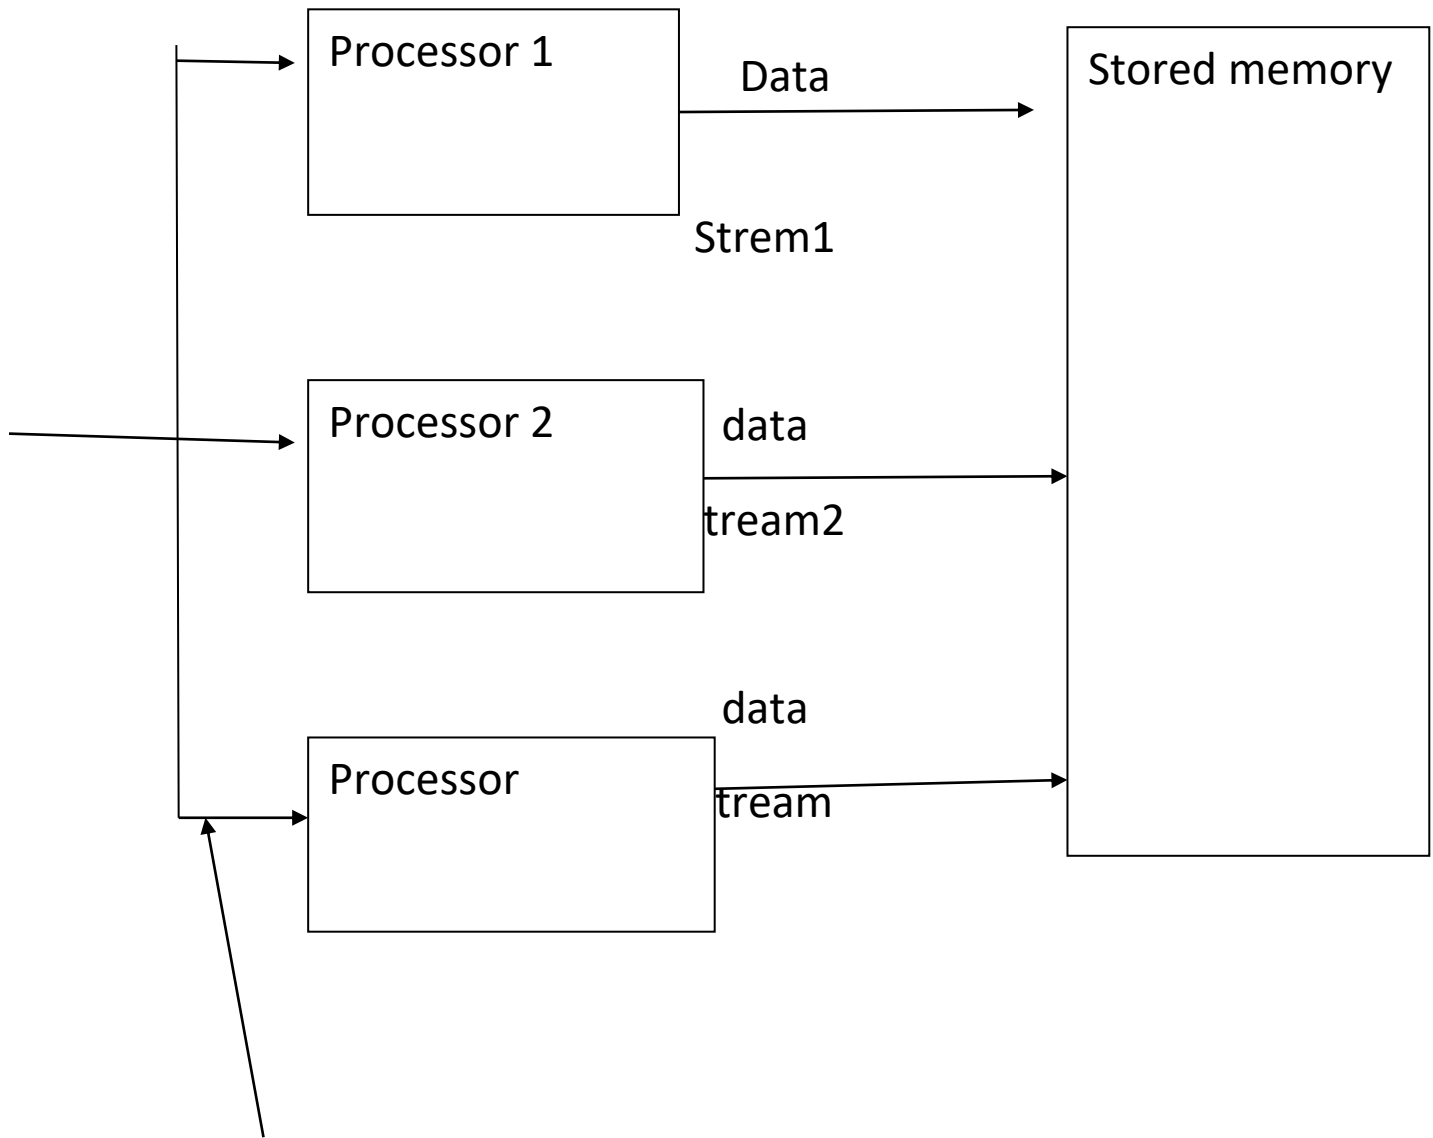 Processor 1
Data
Stored memory
Strem1
Processor 2
data
tream2
data
Processor
tream